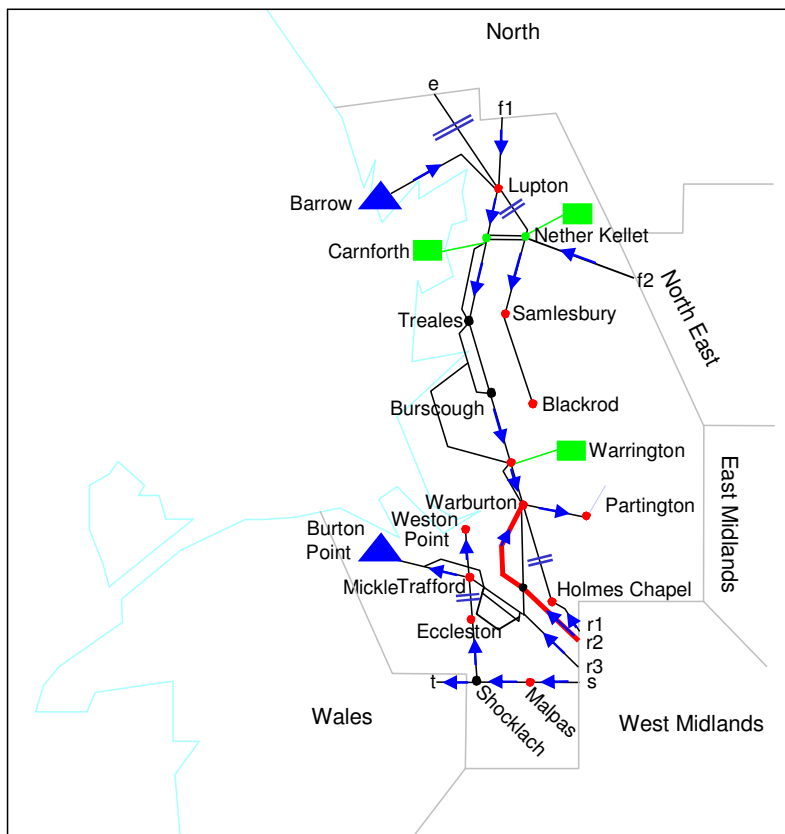 North
e
f1
Lupton
Barrow
Nether Kellet
Carnforth
f2
North East
Treales
Samlesbury
Burscough
Blackrod
Warrington
East Midlands
Warburton
Partington
Weston
Point
Burton
Point
MickleTrafford
Holmes Chapel
Eccleston
r1
r2
r3
t
s
Shocklach
Malpas
Wales
West Midlands